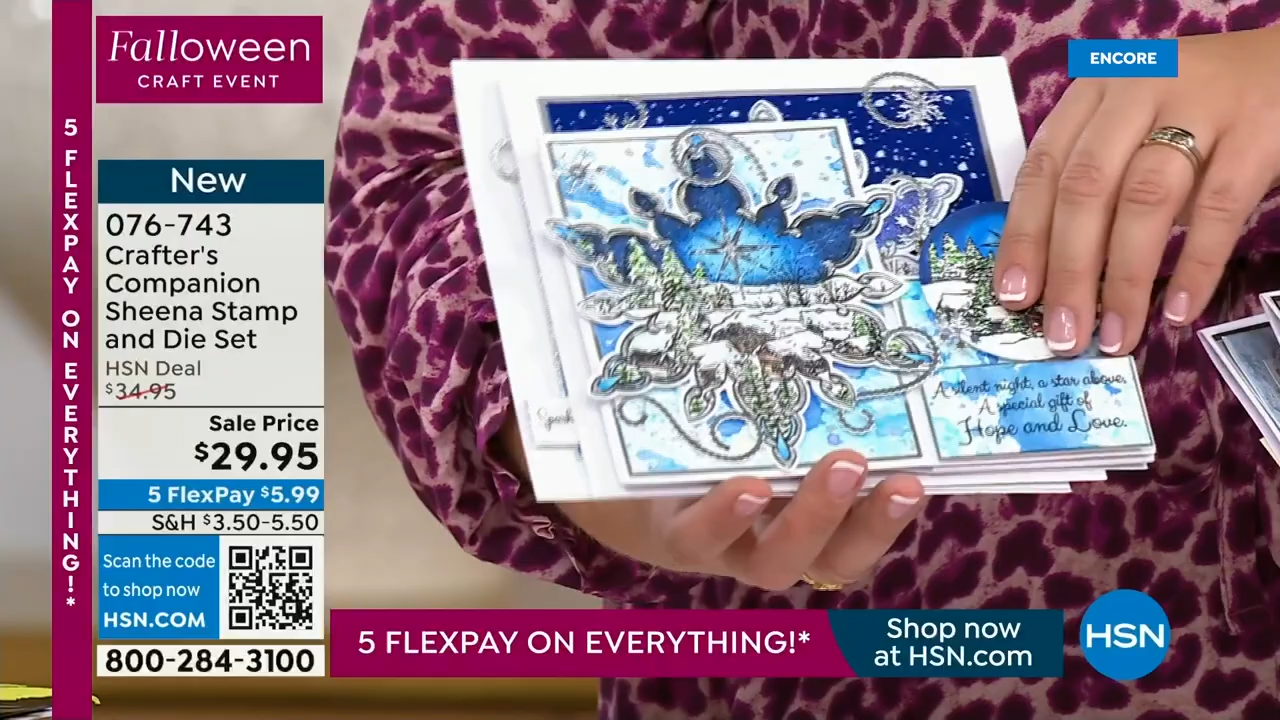 5 FLEXPAY ON EVERYTHING!*
Falloween
CRAFT EVENT
New
076-743
Crafter's
Companion
Sheena Stamp
and Die Set
HSN Deal
$34.95
Sale Price
$29.95
5 FlexPay $5.99
S&H $3.50-5.50
Scan the code
to shop now
HSN.COM
800-284-3100
ENCORE
A silent night, a star above,
A special gift of
Hope and Love.
5 FLEXPAY ON EVERYTHING!*
Shop now
at HSN.com
HSN